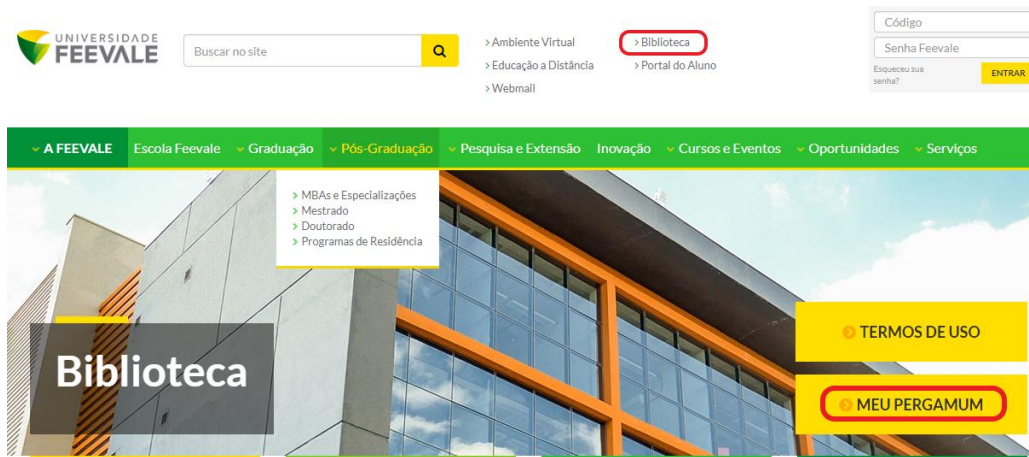 UNIVERSIDADE
FEEVALE
Buscar no site
Ambiente Virtual
Biblioteca
Educação a Distância
Portal do Aluno
Webmail
Código
Senha Feevale
Esqueceu sua
senha?
ENTRAR
A FEEVALE Escola Feevale Graduação Pós-Graduação Pesquisa e Extensão Inovação Cursos e Eventos Oportunidades Serviços
MBAs e Especializações
Mestrado
Doutorado
Programas de Residência
Biblioteca
TERMOS DE USO
MEU PERGAMUM